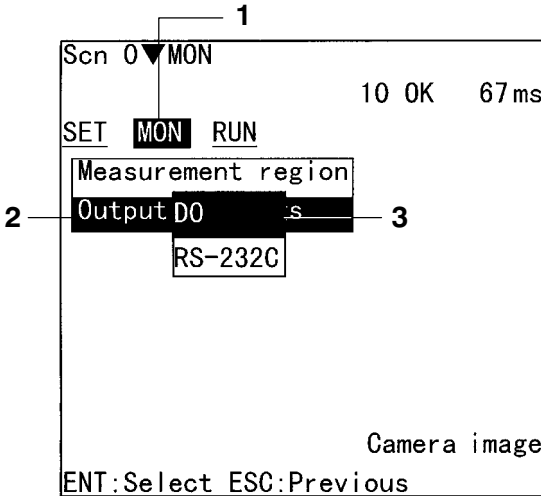 1
Scn 0▼MON
10 OK 67ms
SET MON RUN
Measurement region
2 Output DO s 3
RS-232C
Camera image
ENT:Select ESC:Previous